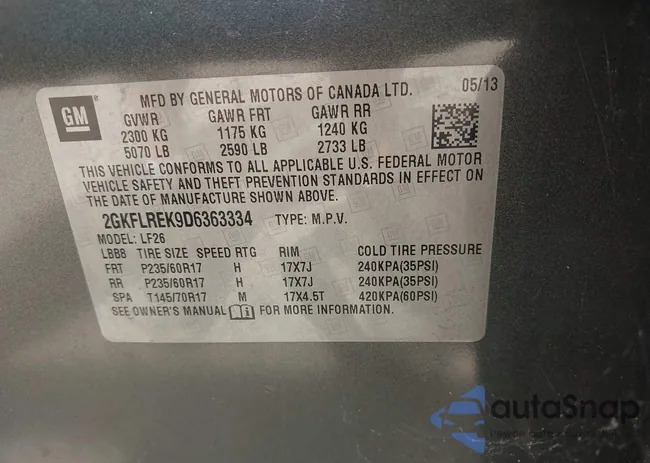 GM
MFD BY GENERAL MOTORS OF CANADA LTD. 05/13
GVWR GAWR FRT GAWR RR
2300 KG 1175 KG 1240 KG
5070 LB 2590 LB 2733 LB
THIS VEHICLE CONFORMS TO ALL APPLICABLE U.S. FEDERAL MOTOR
VEHICLE SAFETY AND THEFT PREVENTION STANDARDS IN EFFECT ON
THE DATE OF MANUFACTURE SHOWN ABOVE.
2GKFLREK9D6363334 TYPE: M.P.V.
MODEL: LF26
LBB8 TIRE SIZE SPEED RTG RIM COLD TIRE PRESSURE
FRT P235/60R17 H 17X7J 240KPA(35PSI)
RR P235/60R17 H 17X7J 240KPA(35PSI)
SPA T145/70R17 M 17X4.5T 420KPA(60PSI)
SEE OWNER'S MANUAL FOR MORE INFORMATION.
autoSnap